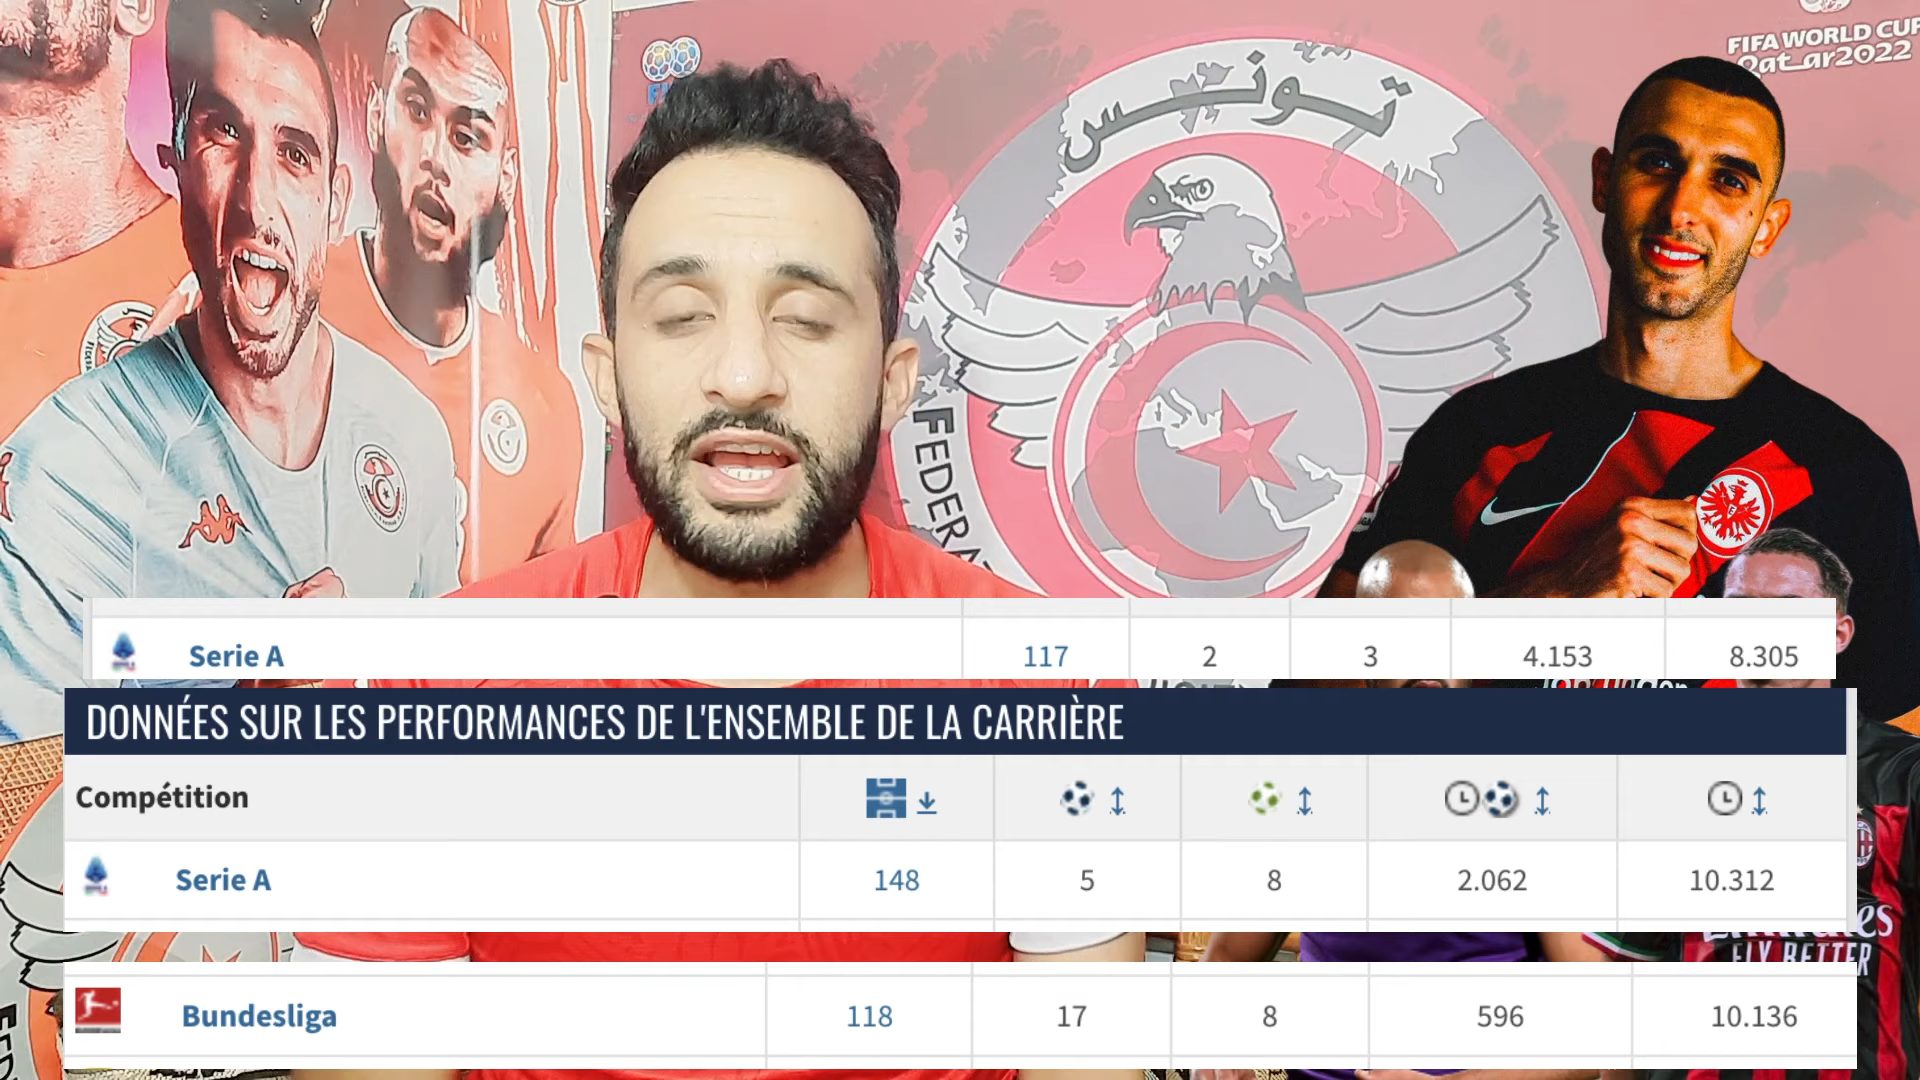 FIFA WORLD CUP
Qatar2022
تونس
FEDERA
Serie A 117 2 3 4.153 8.305
DONNÉES SUR LES PERFORMANCES DE L'ENSEMBLE DE LA CARRIÈRE
Compétition
Serie A 148 5 8 2.062 10.312
Bundesliga 118 17 8 596 10.136
FLY BETTER